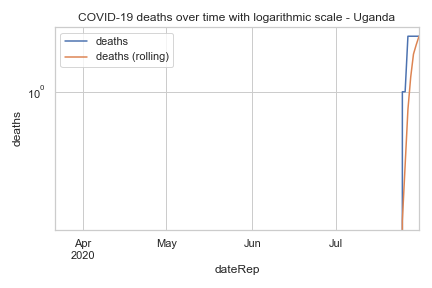 COVID-19 deaths over time with logarithmic scale - Uganda
deaths
deaths (rolling)
10⁰
deaths
Apr
2020
May
Jun
Jul
dateRep